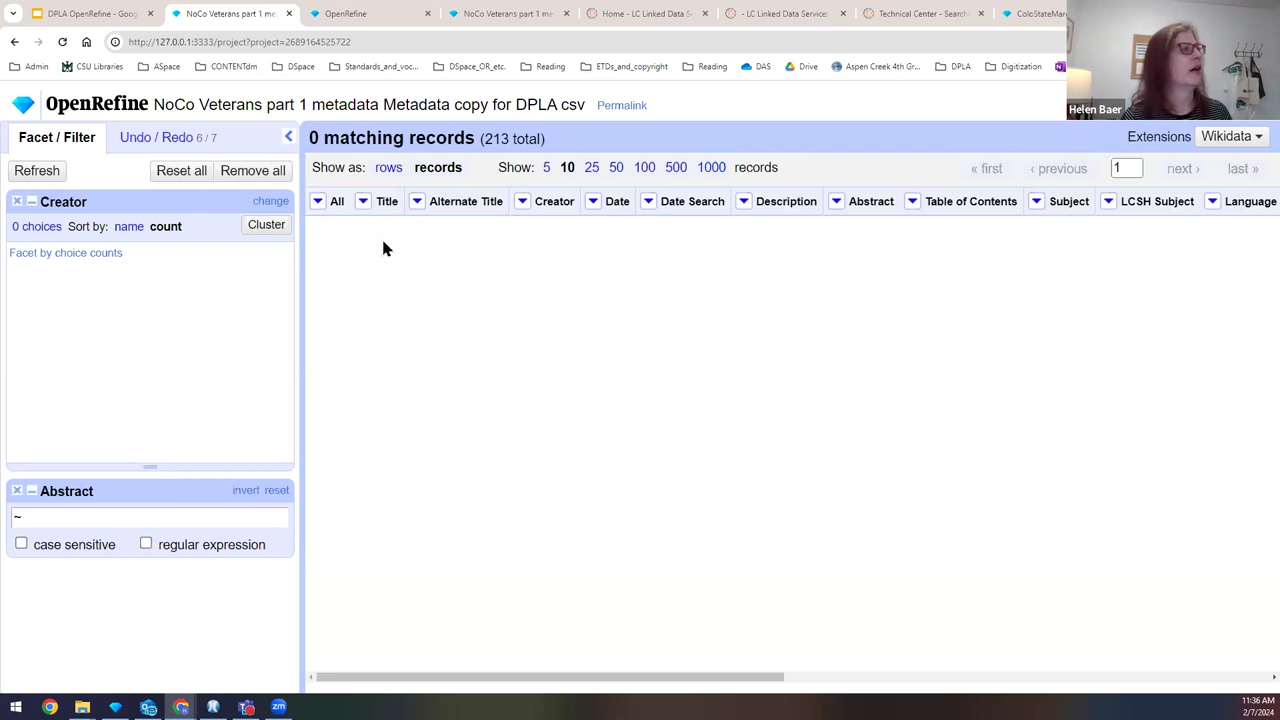 DPLA OpenRefine - Goog
NoCo Veterans part 1 me
OpenRefine
NoCo Veterans part 1 me
Home - LC Linked Data Se
- LC Linked Data Service
Technical Center - Search
ColoStateMar
http://127.0.0.1:3333/project?project=2689164525722
Admin
CSU Libraries
ASpace
CONTENTdm
DSpace
Standards_and_voc...
DSpace_OR_etc.
Reading
ETDs_and_copyright
Reading
DAS
Drive
Aspen Creek 4th Gr...
DPLA
Digitization
OpenRefine NoCo Veterans part 1 metadata Metadata copy for DPLA csv Permalink
Helen Baer
Facet / Filter Undo / Redo 6 / 7
0 matching records (213 total)
Extensions Wikidata
Refresh Reset all Remove all
Show as: rows records Show: 5 10 25 50 100 500 1000 records
« first ‹ previous 1 next › last »
Creator change
All Title Alternate Title Creator Date Date Search Description Abstract Table of Contents Subject LCSH Subject Language
0 choices Sort by: name count Cluster
Facet by choice counts
Abstract invert reset
~
case sensitive regular expression
11:36 AM
2/7/2024